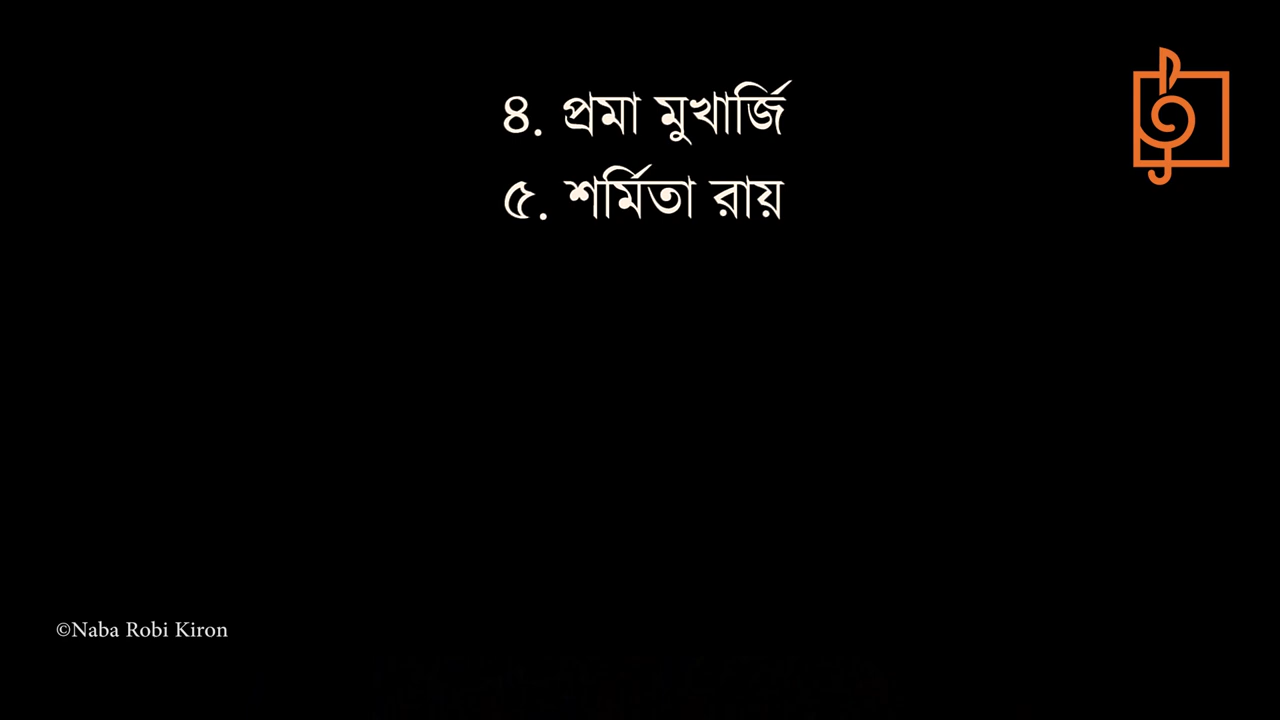 ৪. প্রমা মুখার্জি
৫. শর্মিতা রায়
©Naba Robi Kiron